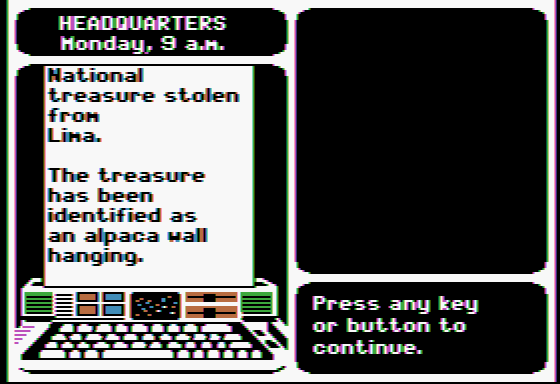 HEADQUARTERS
Monday, 9 a.m.
National
treasure stolen
from
Lima.
The treasure
has been
identified as
an alpaca wall
hanging.
Press any key
or button to
continue.